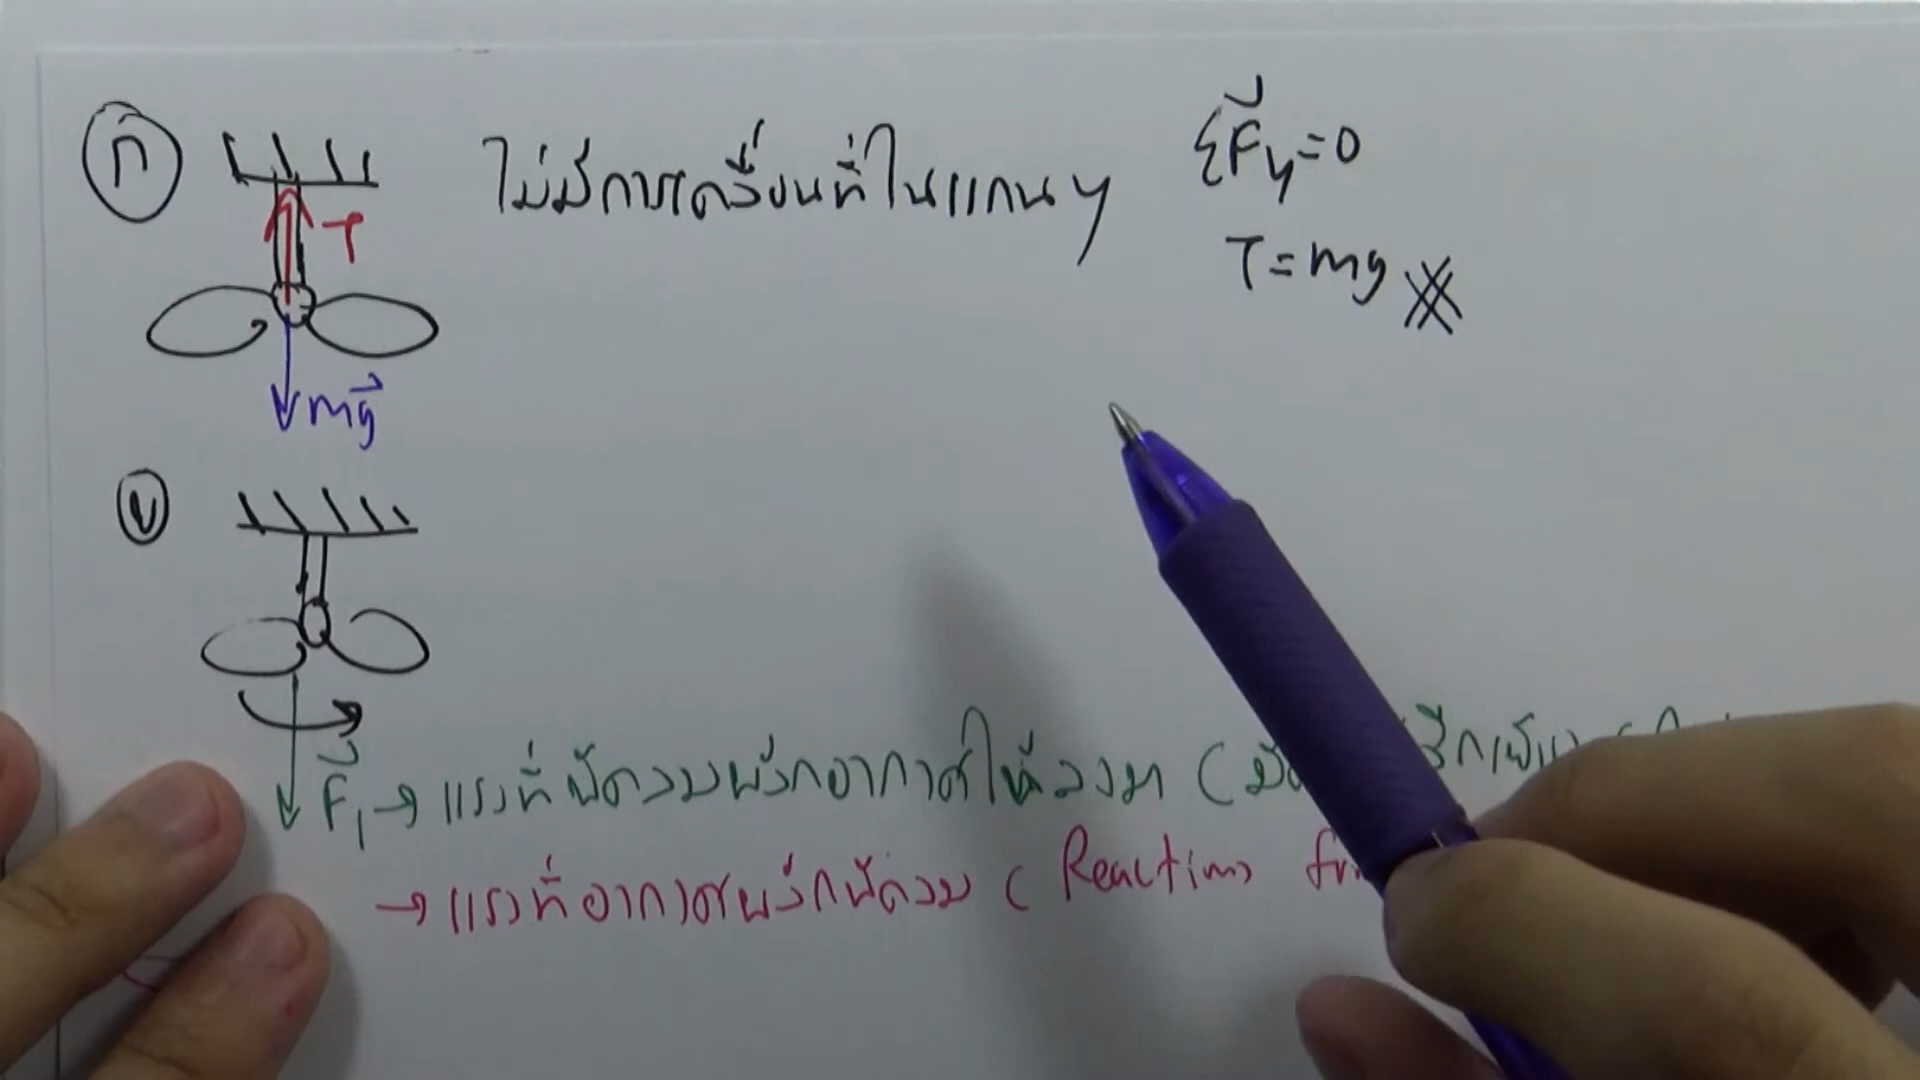 ก
T
mg
ไม่มีการเคลื่อนที่ในแกน y
ΣFy=0
T=mg
ข
F1 → แรงที่พัดลมผลักอากาศให้ลงมา (
→ แรงที่อากาศผลักพัดลม ( Reaction